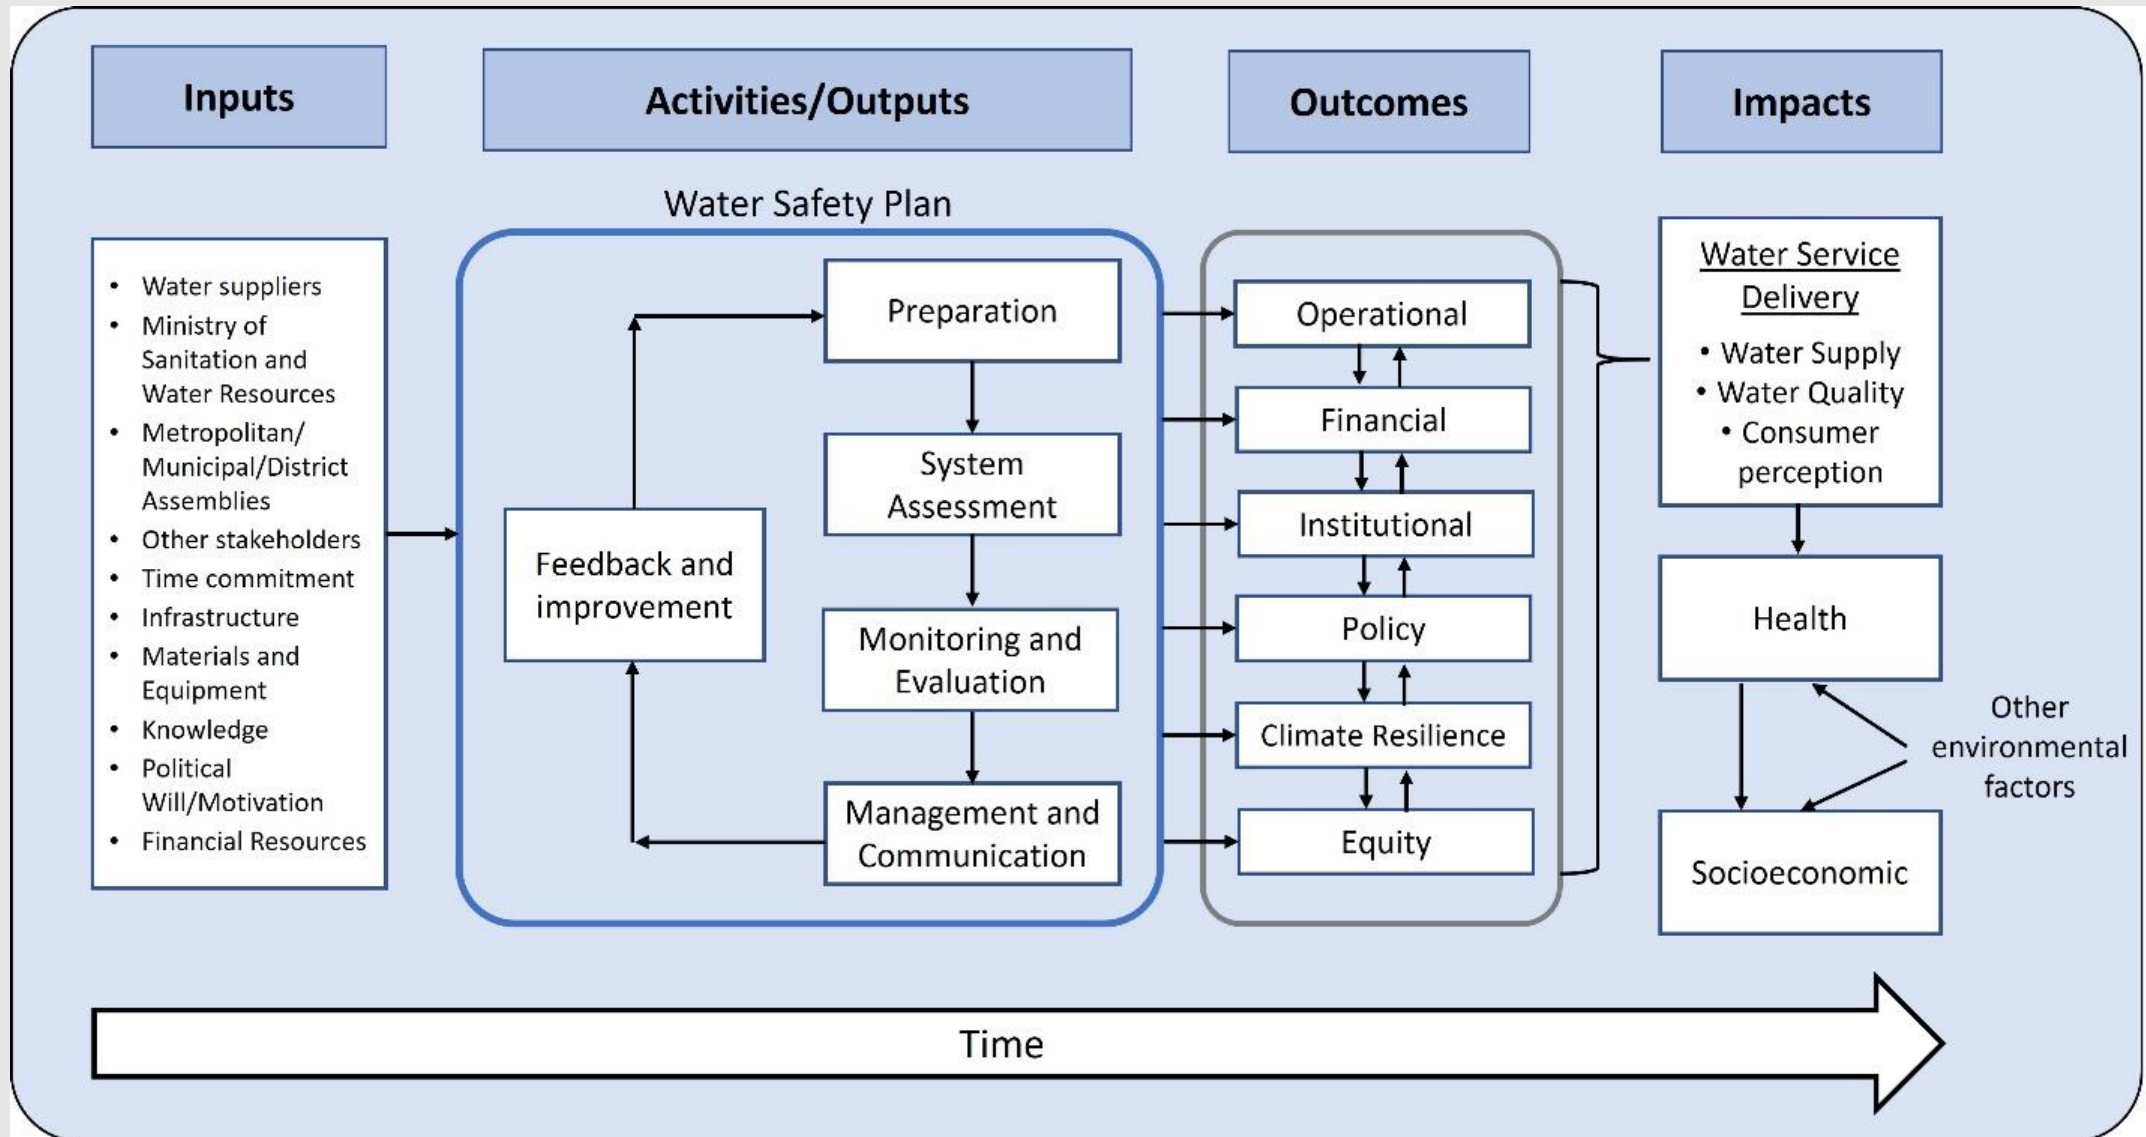 Inputs
Activities/Outputs
Outcomes
Impacts
Water Safety Plan
• Water suppliers
• Ministry of
Sanitation and
Water Resources
• Metropolitan/
Municipal/District
Assemblies
• Other stakeholders
• Time commitment
• Infrastructure
• Materials and
Equipment
• Knowledge
• Political
Will/Motivation
• Financial Resources
Feedback and
improvement
Preparation
System
Assessment
Monitoring and
Evaluation
Management and
Communication
Operational
Financial
Institutional
Policy
Climate Resilience
Equity
Water Service
Delivery
• Water Supply
• Water Quality
• Consumer
perception
Health
Other
environmental
factors
Socioeconomic
Time